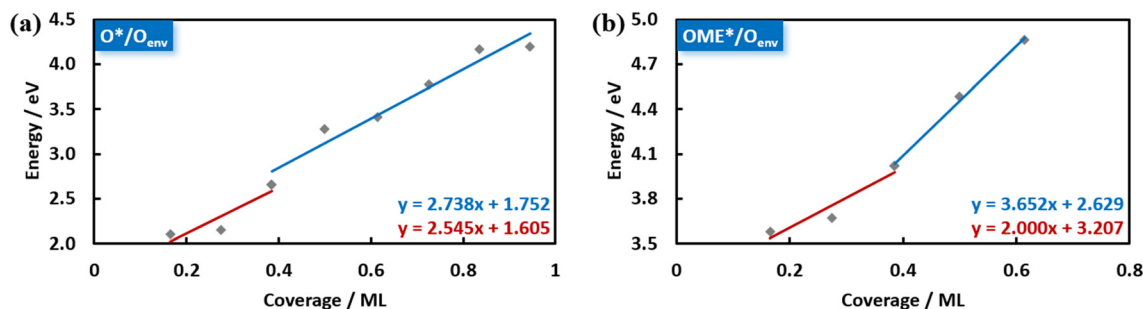 (a)
O*/Oenv
4.5
4.0
3.5
3.0
2.5
2.0
Energy / eV
y = 2.738x + 1.752
y = 2.545x + 1.605
0 0.2 0.4 0.6 0.8 1
Coverage / ML
(b)
OME*/Oenv
5.0
4.7
4.4
4.1
3.8
3.5
Energy / eV
y = 3.652x + 2.629
y = 2.000x + 3.207
0 0.2 0.4 0.6 0.8
Coverage / ML